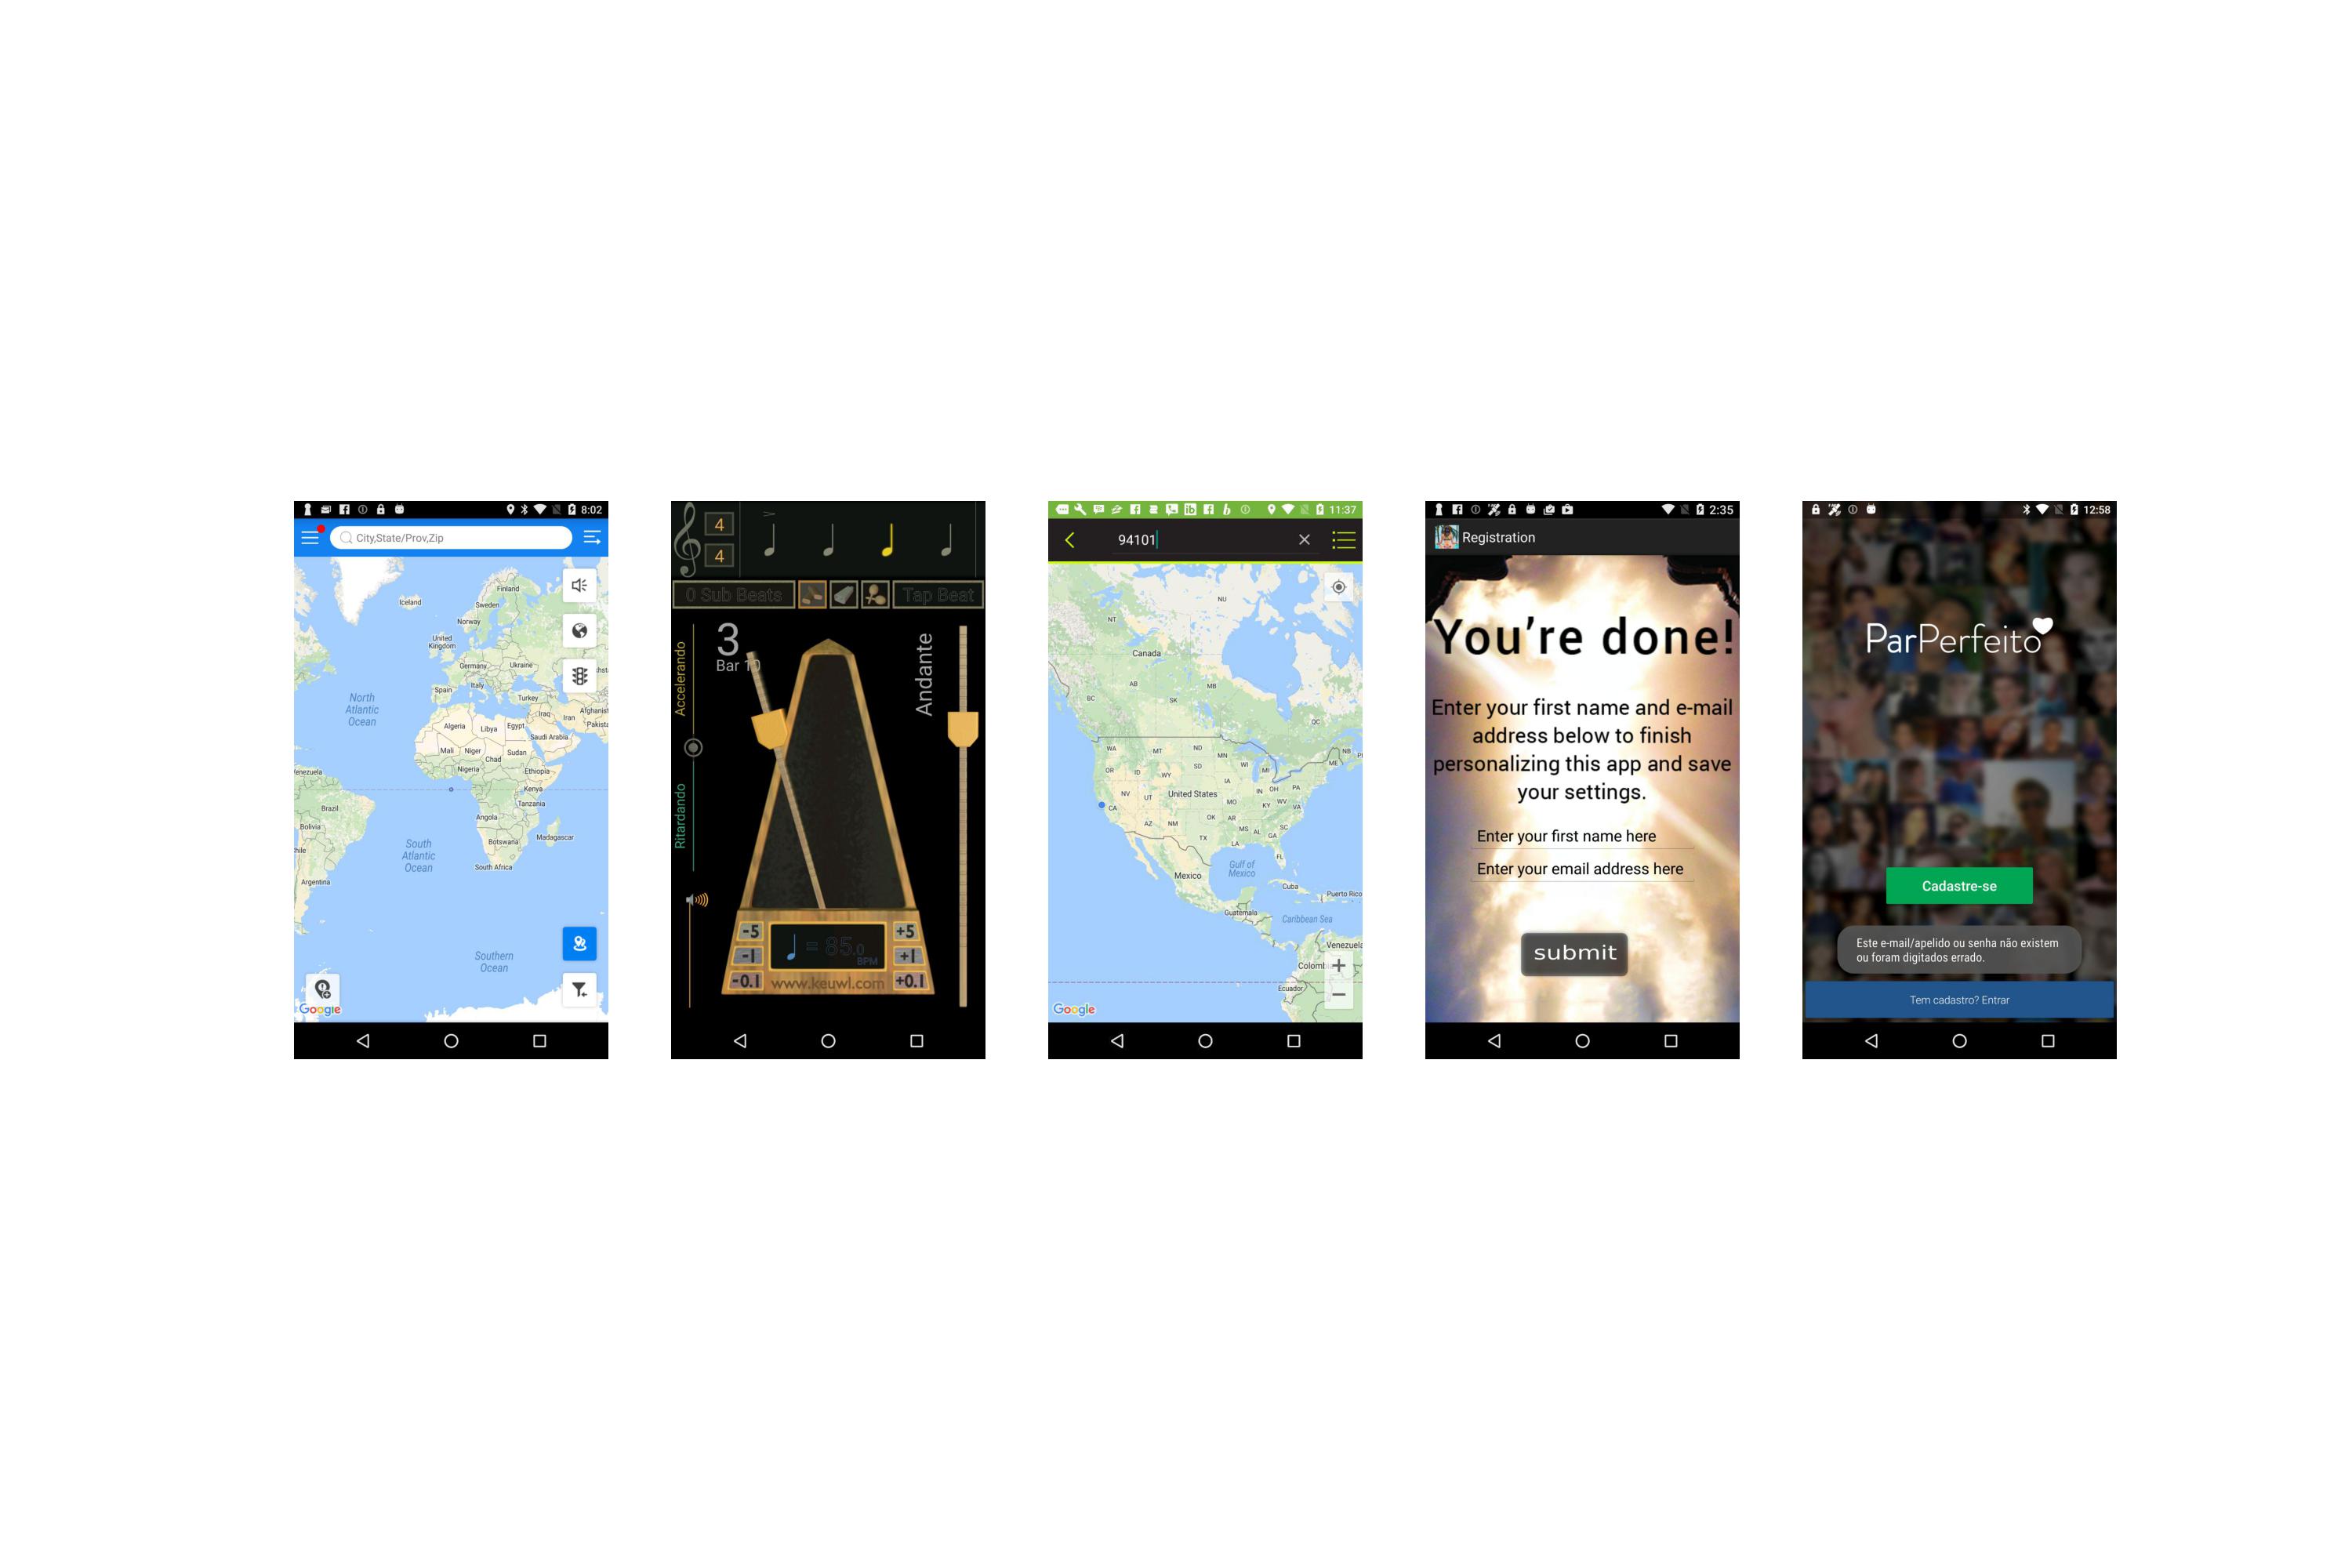 8:02
City,State/Prov,Zip
Finland
Iceland
Sweden
Norway
United
Kingdom
Germany
Ukraine
Spain
Italy
Turkey
North
Atlantic
Ocean
Iraq
Iran
Afghanist
Pakista
Algeria
Libya
Egypt
Saudi Arabia
Mali
Niger
Sudan
Chad
Nigeria
Ethiopia
enezuela
Kenya
Tanzania
Brazil
Angola
Bolivia
Madagascar
Botswana
South
Atlantic
Ocean
hile
South Africa
Argentina
Southern
Ocean
Google
4
4
0 Sub Beats
Tap Beat
3
Bar 10
Accelerando
Andante
Ritardando
-5
+5
= 85.0
BPM
-1
+1
-0.1
www.keuwl.com
+0.1
11:37
94101
NU
NT
Canada
AB
BC
SK
MB
QC
WA
MT
ND
MN
NB
OR
ID
WY
SD
WI
MI
ME
IA
NV
UT
United States
IN
OH
PA
MO
KY
WV
VA
CA
AZ
NM
OK
AR
TX
MS
AL
GA
SC
LA
FL
Gulf of
Mexico
Mexico
Cuba
Puerto Rico
Guatemala
Caribbean Sea
Venezuela
Colomb
Ecuador
Google
2:35
Registration
You're done!
Enter your first name and e-mail
address below to finish
personalizing this app and save
your settings.
Enter your first name here
Enter your email address here
submit
12:58
ParPerfeito
Cadastre-se
Este e-mail/apelido ou senha não existem
ou foram digitados errado.
Tem cadastro? Entrar